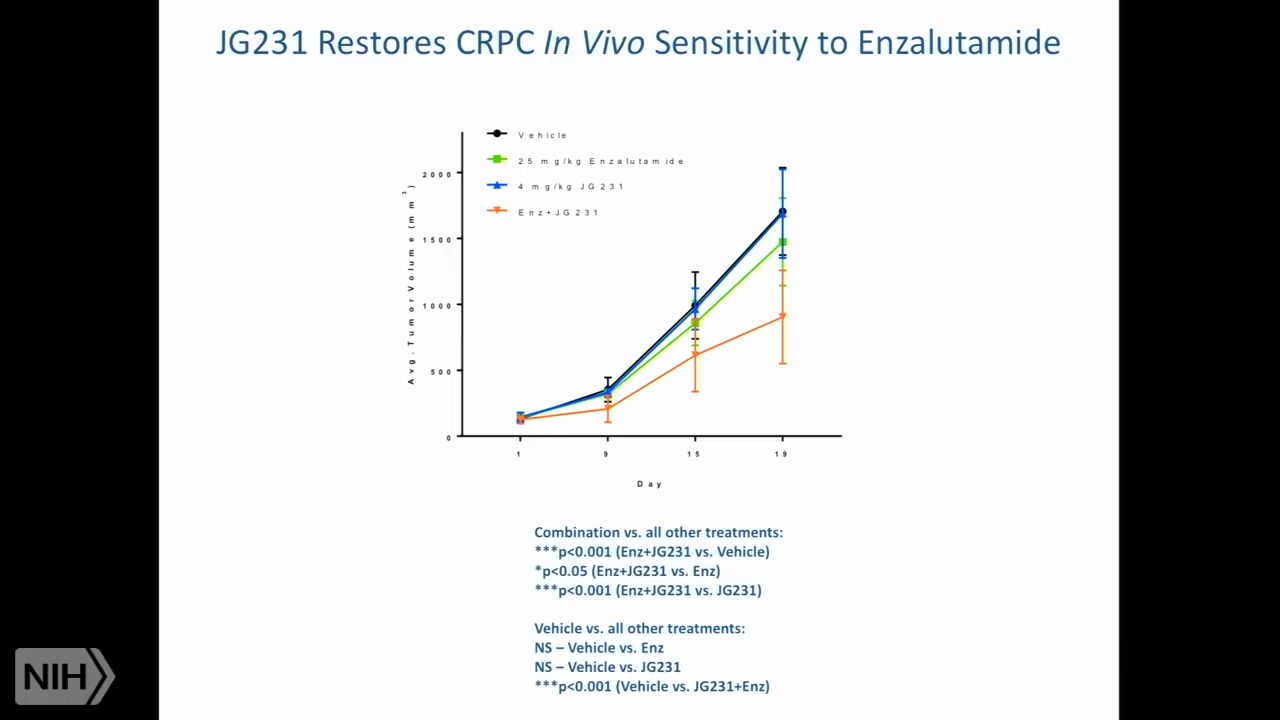 JG231 Restores CRPC In Vivo Sensitivity to Enzalutamide
Vehicle
25 mg/kg Enzalutamide
4 mg/kg JG231
Enz+JG231
Avg. Tumor Volume (mm³)
2000
1500
1000
500
0
1 9 15 19
Day
Combination vs. all other treatments:
***p<0.001 (Enz+JG231 vs. Vehicle)
*p<0.05 (Enz+JG231 vs. Enz)
***p<0.001 (Enz+JG231 vs. JG231)
Vehicle vs. all other treatments:
NS – Vehicle vs. Enz
NS – Vehicle vs. JG231
***p<0.001 (Vehicle vs. JG231+Enz)
NIH